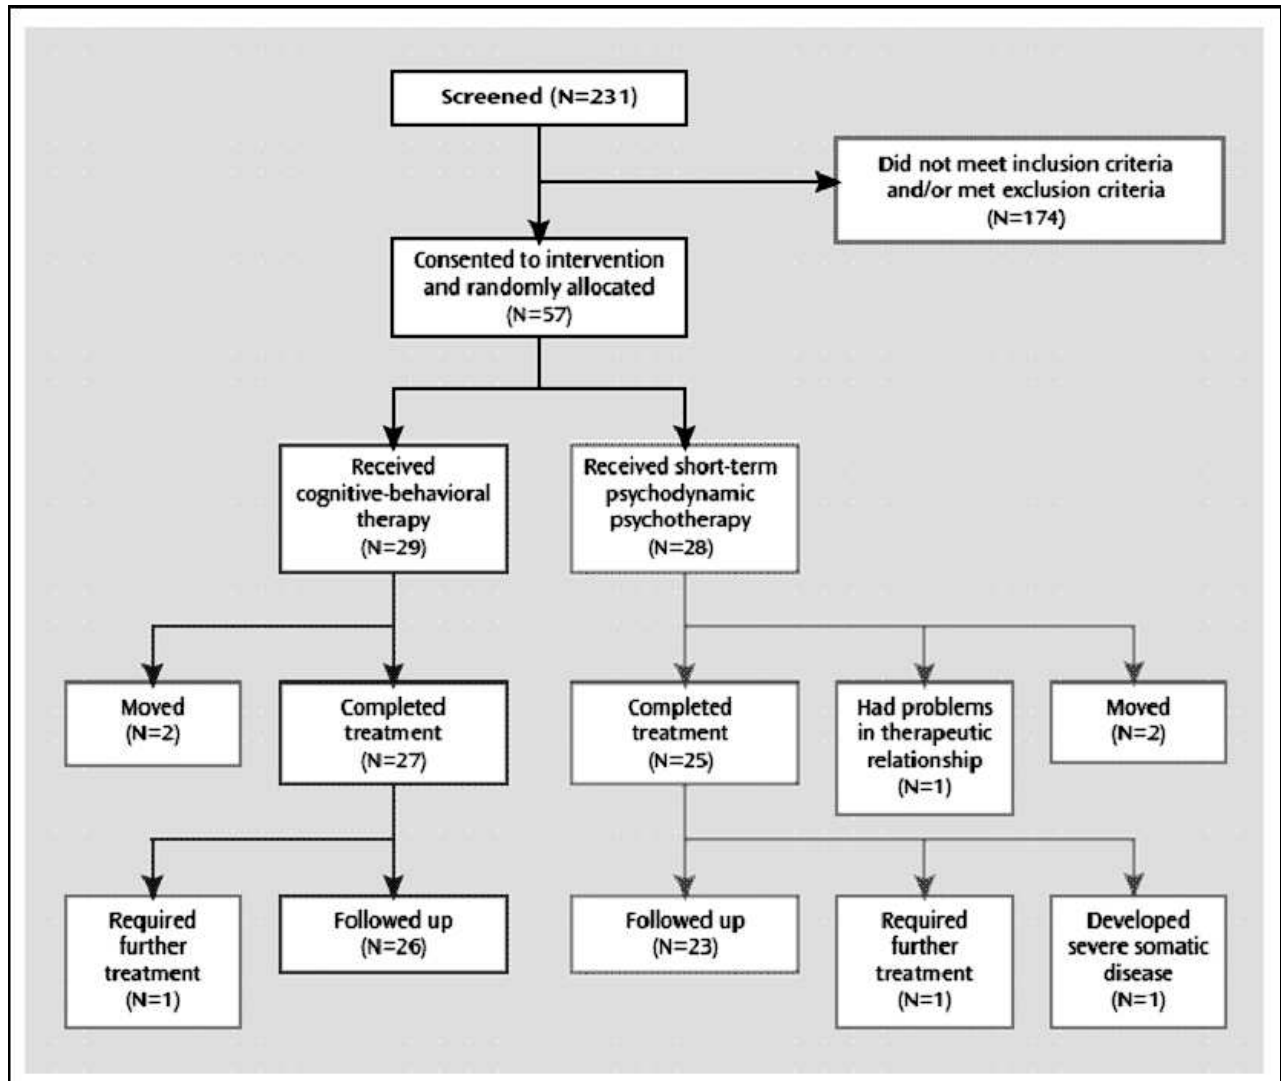 Screened (N=231)
Did not meet inclusion criteria
and/or met exclusion criteria
(N=174)
Consented to intervention
and randomly allocated
(N=57)
Received
cognitive-behavioral
therapy
(N=29)
Received short-term
psychodynamic
psychotherapy
(N=28)
Moved
(N=2)
Completed
treatment
(N=27)
Completed
treatment
(N=25)
Had problems
in therapeutic
relationship
(N=1)
Moved
(N=2)
Required
further
treatment
(N=1)
Followed up
(N=26)
Followed up
(N=23)
Required
further
treatment
(N=1)
Developed
severe somatic
disease
(N=1)